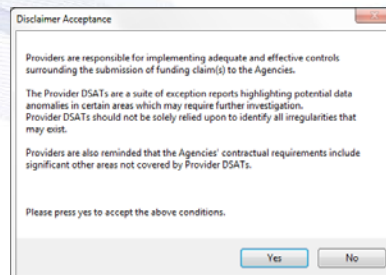 Disclaimer Acceptance
Providers are responsible for implementing adequate and effective controls
surrounding the submission of funding claim(s) to the Agencies.
The Provider DSATs are a suite of exception reports highlighting potential data
anomalies in certain areas which may require further investigation.
Provider DSATs should not be solely relied upon to identify all irregularities that
may exist.
Providers are also reminded that the Agencies' contractual requirements include
significant other areas not covered by Provider DSATs.
Please press yes to accept the above conditions.
Yes No